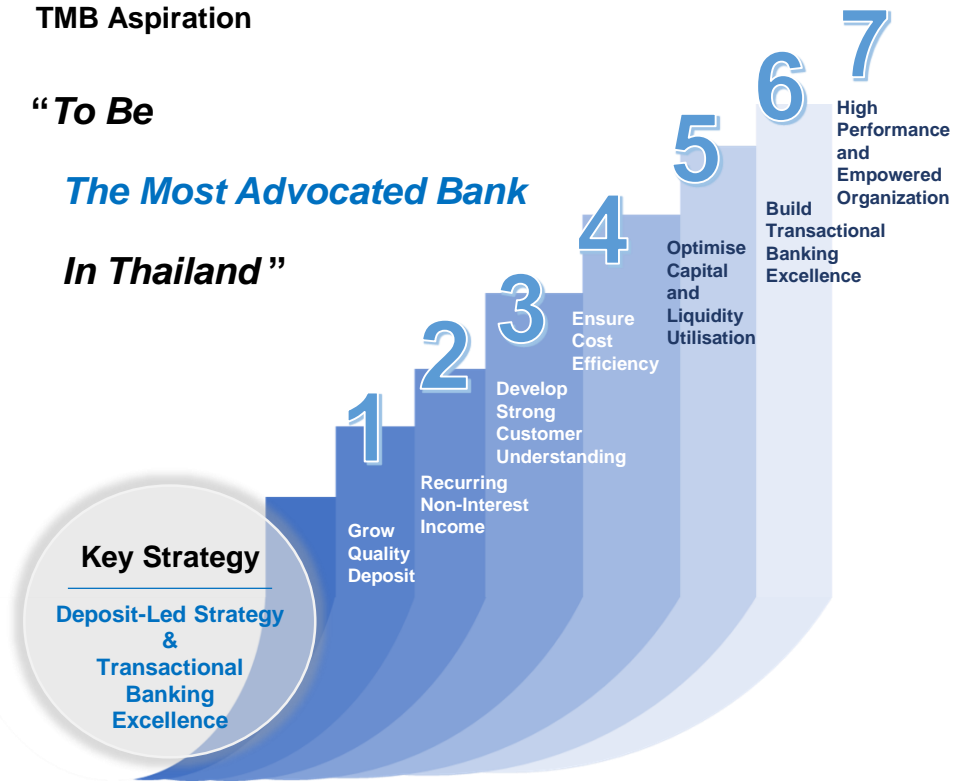 TMB Aspiration
“To Be
The Most Advocated Bank
In Thailand”
Key Strategy
Deposit-Led Strategy
&
Transactional
Banking
Excellence
1
Grow
Quality
Deposit
2
Recurring
Non-Interest
Income
3
Develop
Strong
Customer
Understanding
4
Ensure
Cost
Efficiency
5
Optimise
Capital
and
Liquidity
Utilisation
6
Build
Transactional
Banking
Excellence
7
High
Performance
and
Empowered
Organization